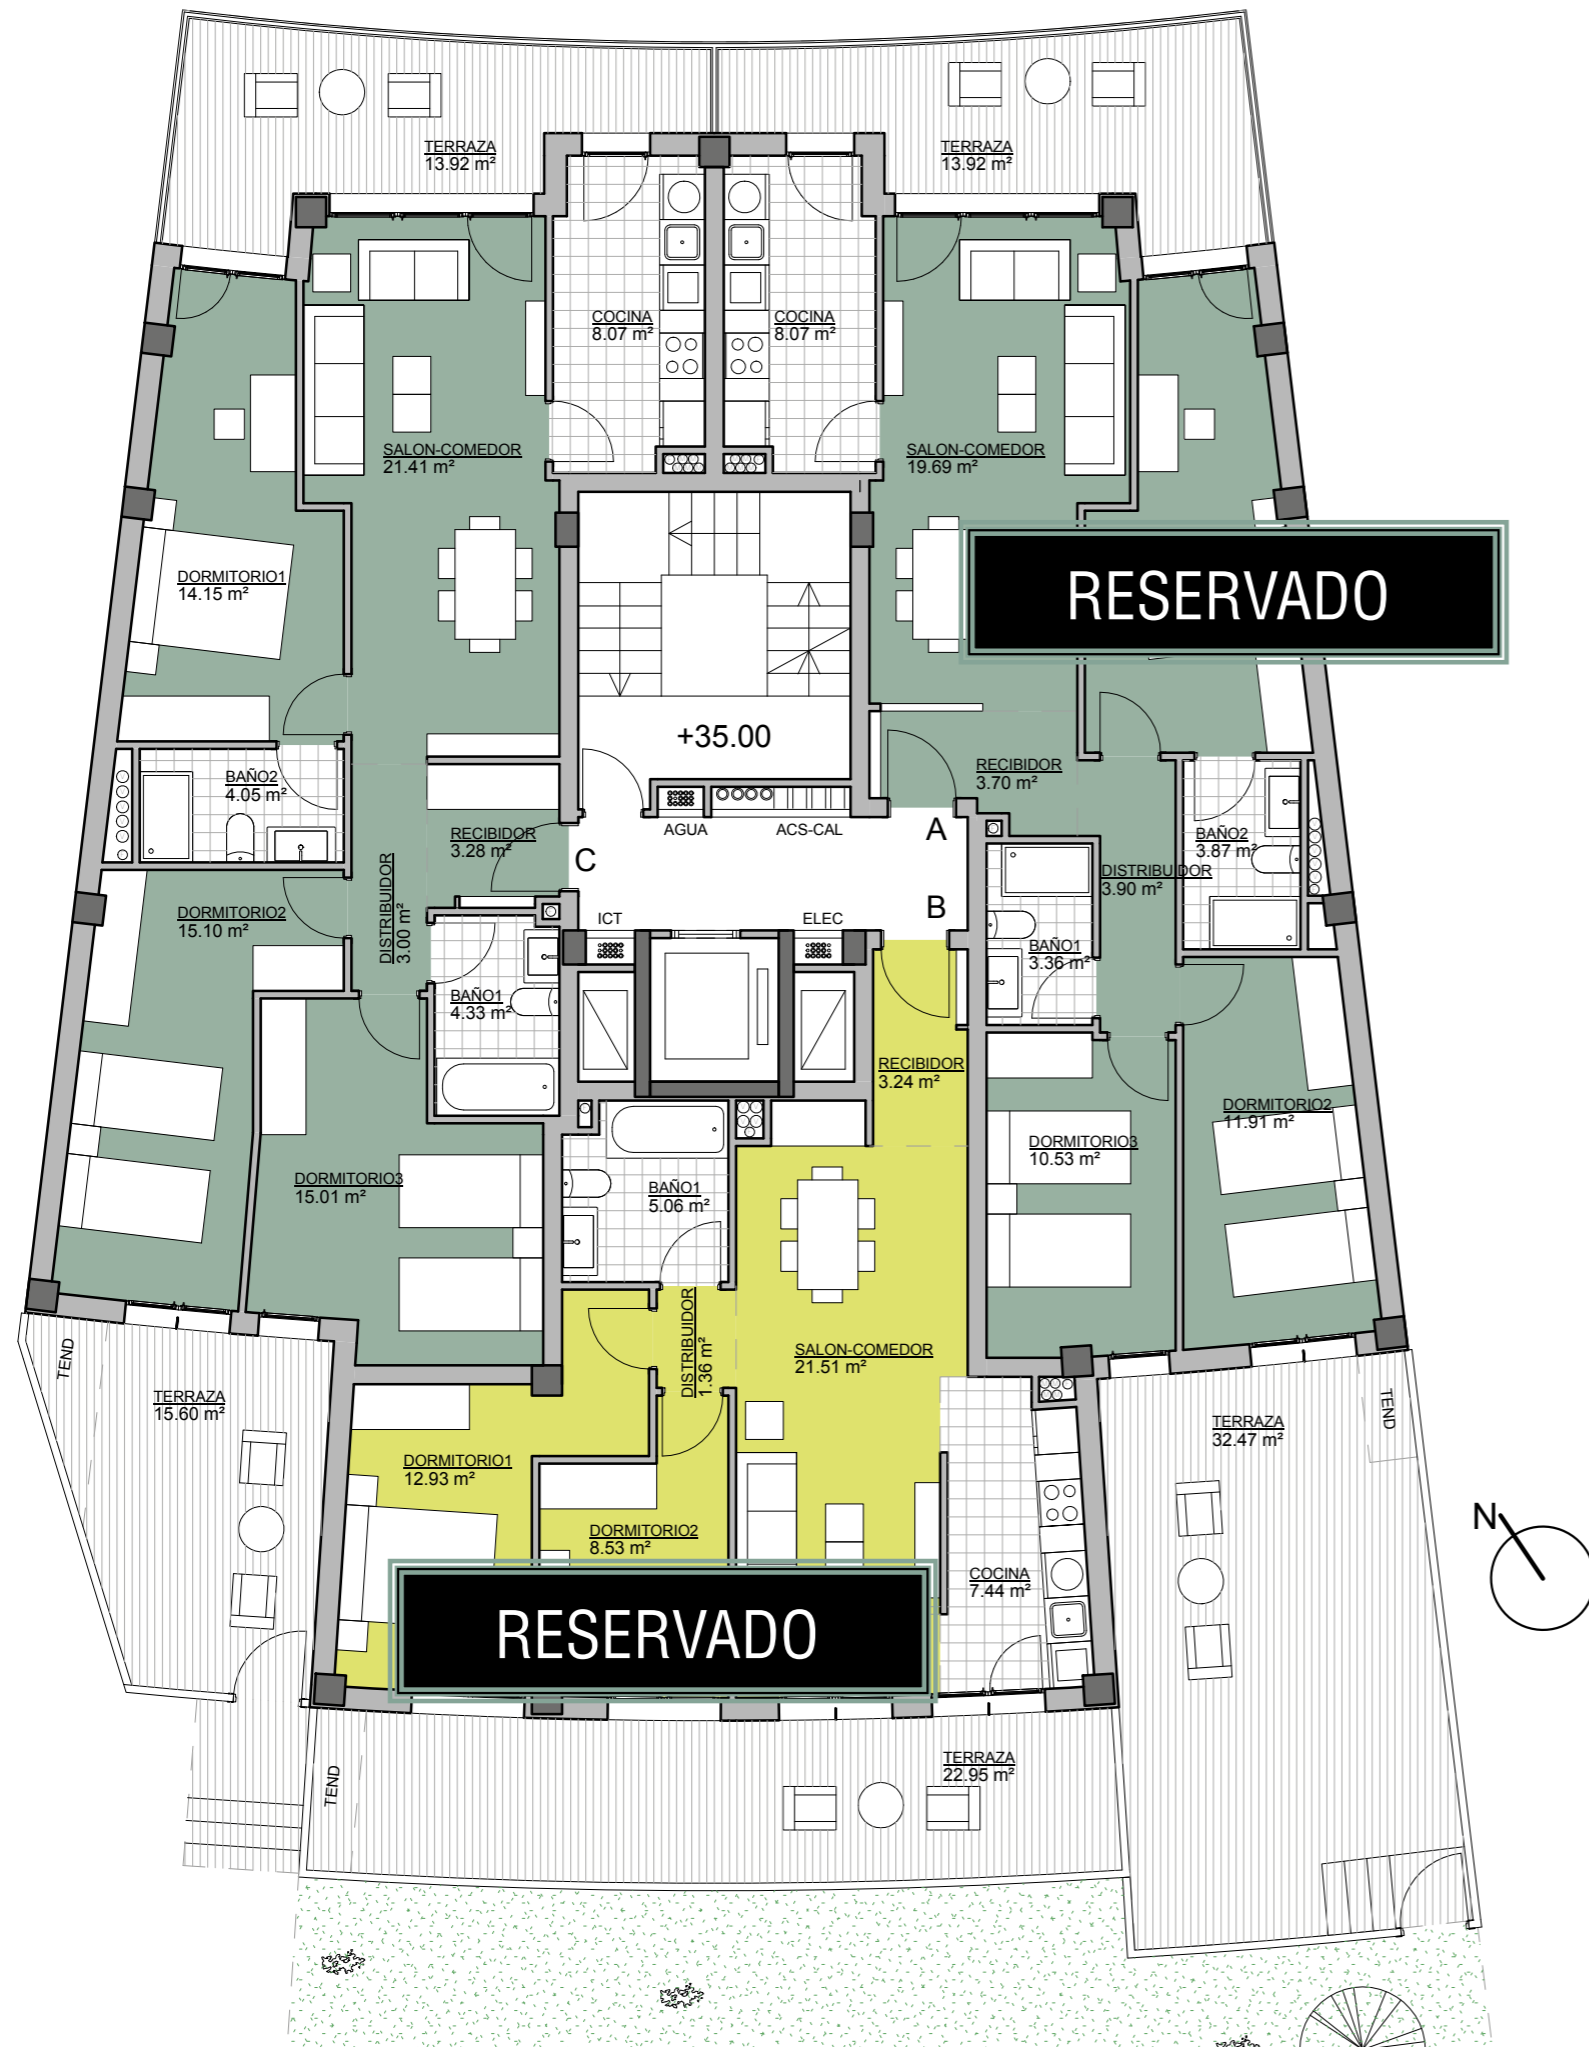 TERRAZA
13.92 m²
TERRAZA
13.92 m²
COCINA
8.07 m²
COCINA
8.07 m²
SALON-COMEDOR
21.41 m²
SALON-COMEDOR
19.69 m²
DORMITORIO1
14.15 m²
RESERVADO
+35.00
BAÑO2
4.05 m²
RECIBIDOR
3.70 m²
RECIBIDOR
3.28 m²
AGUA
ACS-CAL
A
C
B
BAÑO2
3.87 m²
DISTRIBUIDOR
3.90 m²
DORMITORIO2
15.10 m²
DISTRIBUIDOR
3.00 m²
ICT
ELEC
BAÑO1
3.36 m²
BAÑO1
4.33 m²
RECIBIDOR
3.24 m²
DORMITORIO2
11.91 m²
DORMITORIO3
10.53 m²
DORMITORIO3
15.01 m²
BAÑO1
5.06 m²
DISTRIBUIDOR
1.36 m²
SALON-COMEDOR
21.51 m²
TEND
TERRAZA
15.60 m²
TEND
TERRAZA
32.47 m²
DORMITORIO1
12.93 m²
DORMITORIO2
8.53 m²
COCINA
7.44 m²
N
RESERVADO
TEND
TERRAZA
22.95 m²